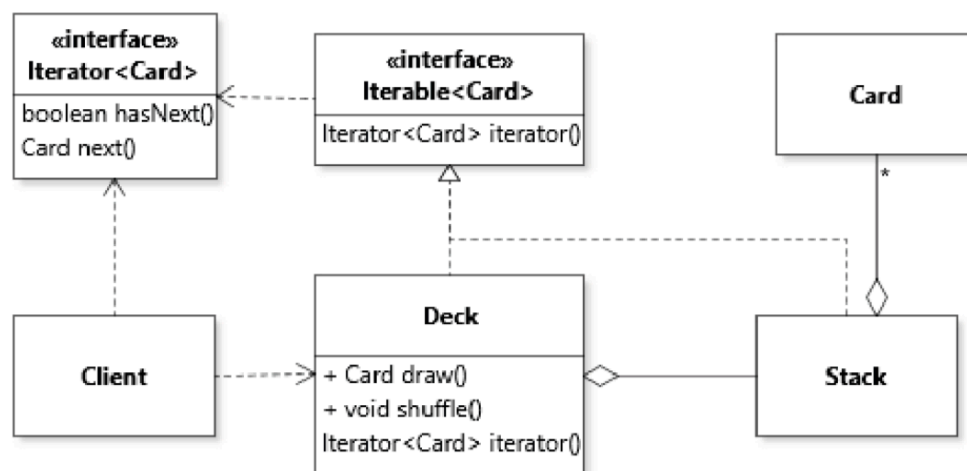 «interface»
Iterator<Card>
boolean hasNext()
Card next()
«interface»
Iterable<Card>
Iterator<Card> iterator()
Card
*
Client
Deck
+ Card draw()
+ void shuffle()
Iterator<Card> iterator()
Stack